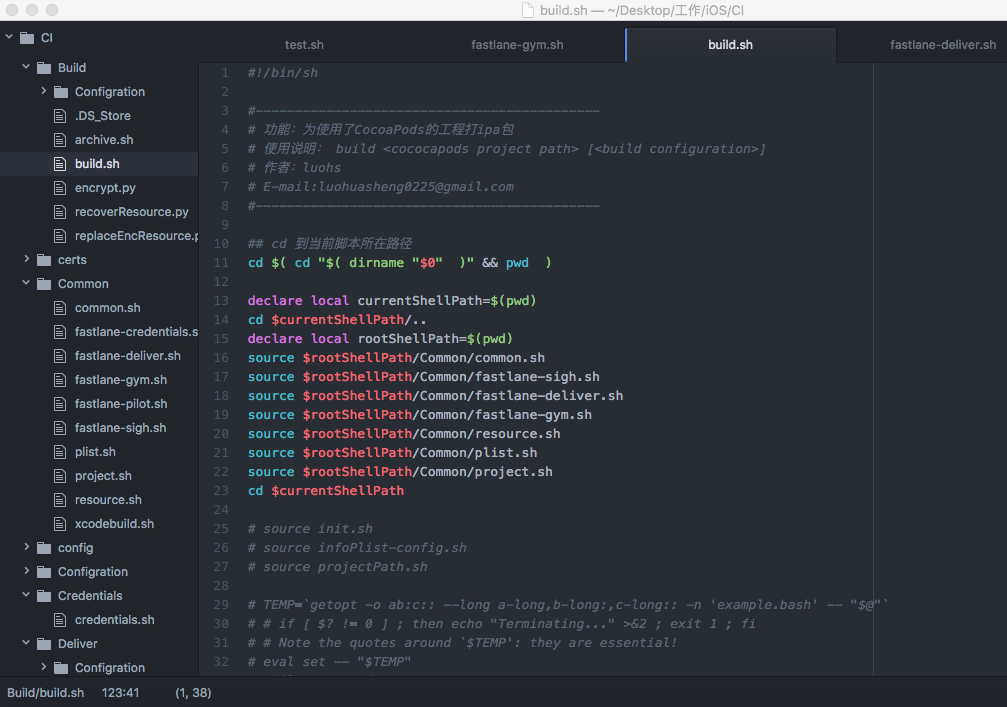 build.sh — ~/Desktop/工作/iOS/CI
CI
Build
Configration
.DS_Store
archive.sh
build.sh
encrypt.py
recoverResource.py
replaceEncResource.p
certs
Common
common.sh
fastlane-credentials.s
fastlane-deliver.sh
fastlane-gym.sh
fastlane-pilot.sh
fastlane-sigh.sh
plist.sh
project.sh
resource.sh
xcodebuild.sh
config
Configration
Credentials
credentials.sh
Deliver
Configration
test.sh
fastlane-gym.sh
build.sh
fastlane-deliver.sh
1 #!/bin/sh
2
3 #--------------------------------------------
4 # 功能：为使用了CocoaPods的工程打ipa包
5 # 使用说明： build <cococapods project path> [<build configuration>]
6 # 作者：luohs
7 # E-mail:luohuasheng0225@gmail.com
8 #--------------------------------------------
9
10 ## cd 到当前脚本所在路径
11 cd $( cd "$( dirname "$0"  )" && pwd  )
12
13 declare local currentShellPath=$(pwd)
14 cd $currentShellPath/..
15 declare local rootShellPath=$(pwd)
16 source $rootShellPath/Common/common.sh
17 source $rootShellPath/Common/fastlane-sigh.sh
18 source $rootShellPath/Common/fastlane-deliver.sh
19 source $rootShellPath/Common/fastlane-gym.sh
20 source $rootShellPath/Common/resource.sh
21 source $rootShellPath/Common/plist.sh
22 source $rootShellPath/Common/project.sh
23 cd $currentShellPath
24
25 # source init.sh
26 # source infoPlist-config.sh
27 # source projectPath.sh
28
29 # TEMP=`getopt -o ab:c:: --long a-long,b-long:,c-long:: -n 'example.bash' -- "$@"`
30 # # if [ $? != 0 ] ; then echo "Terminating..." >&2 ; exit 1 ; fi
31 # # Note the quotes around `$TEMP': they are essential!
32 # eval set -- "$TEMP"
Build/build.sh 123:41 (1, 38)